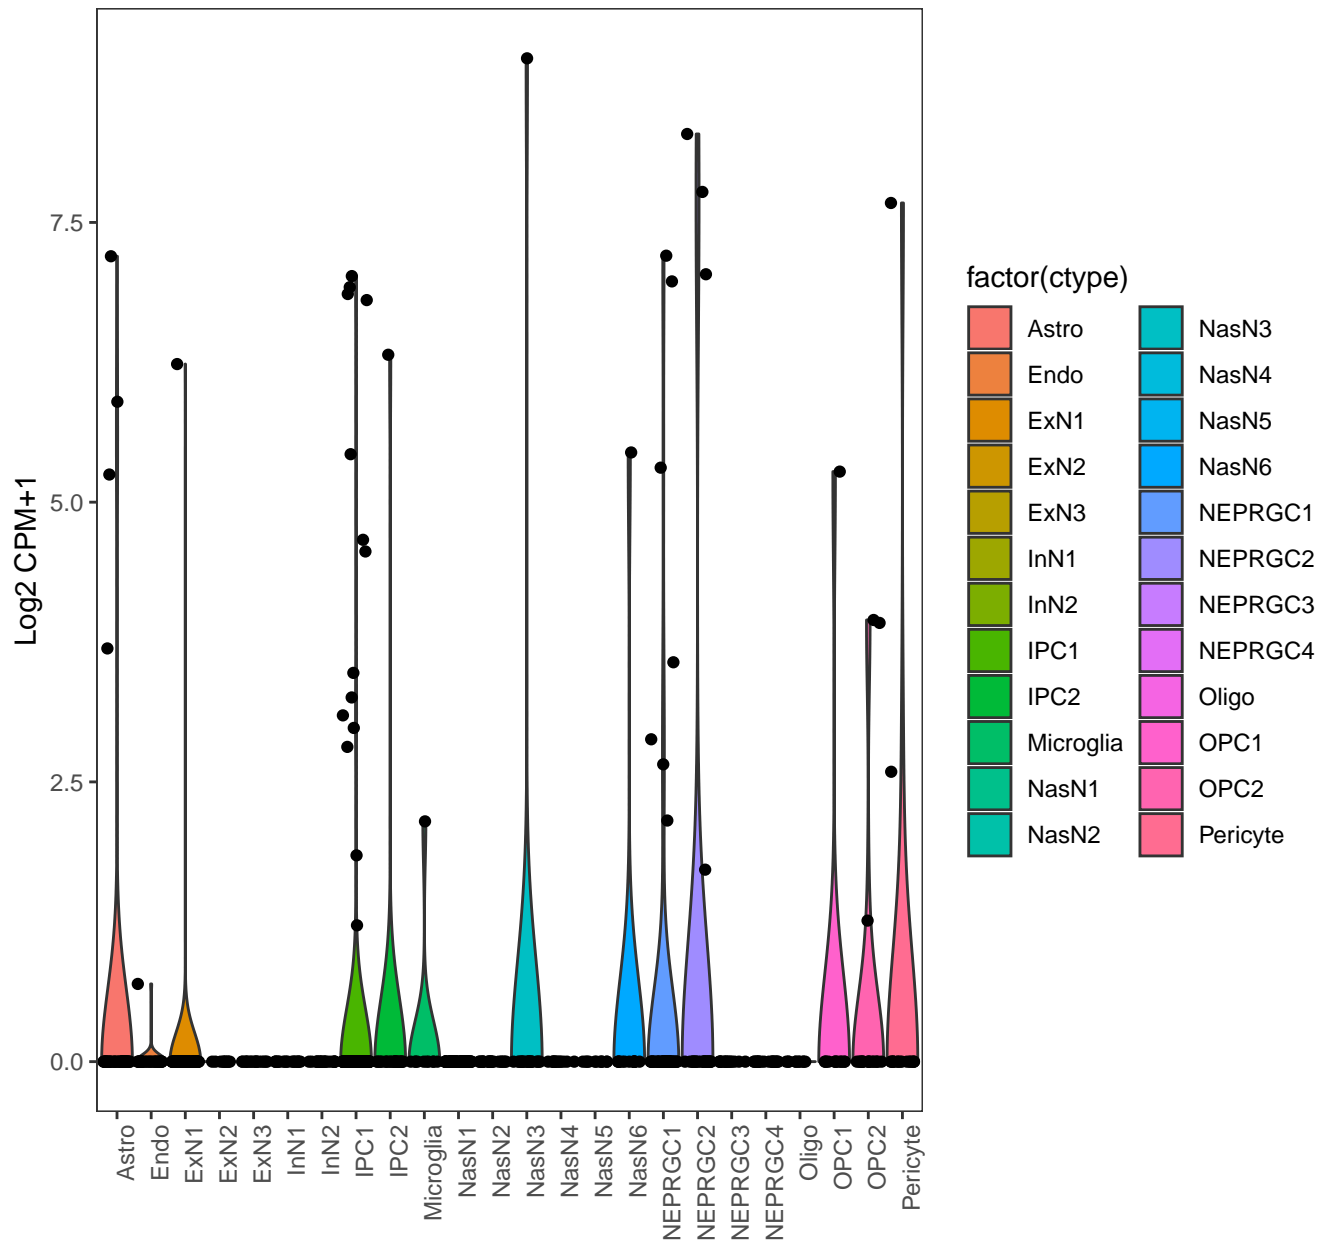 Log2 CPM+1
7.5
5.0
2.5
0.0
Astro
Endo
ExN1
ExN2
ExN3
InN1
InN2
IPC1
IPC2
Microglia
NasN1
NasN2
NasN3
NasN4
NasN5
NasN6
NEPRGC1
NEPRGC2
NEPRGC3
NEPRGC4
Oligo
OPC1
OPC2
Pericyte
factor(ctype)
Astro
Endo
ExN1
ExN2
ExN3
InN1
InN2
IPC1
IPC2
Microglia
NasN1
NasN2
NasN3
NasN4
NasN5
NasN6
NEPRGC1
NEPRGC2
NEPRGC3
NEPRGC4
Oligo
OPC1
OPC2
Pericyte